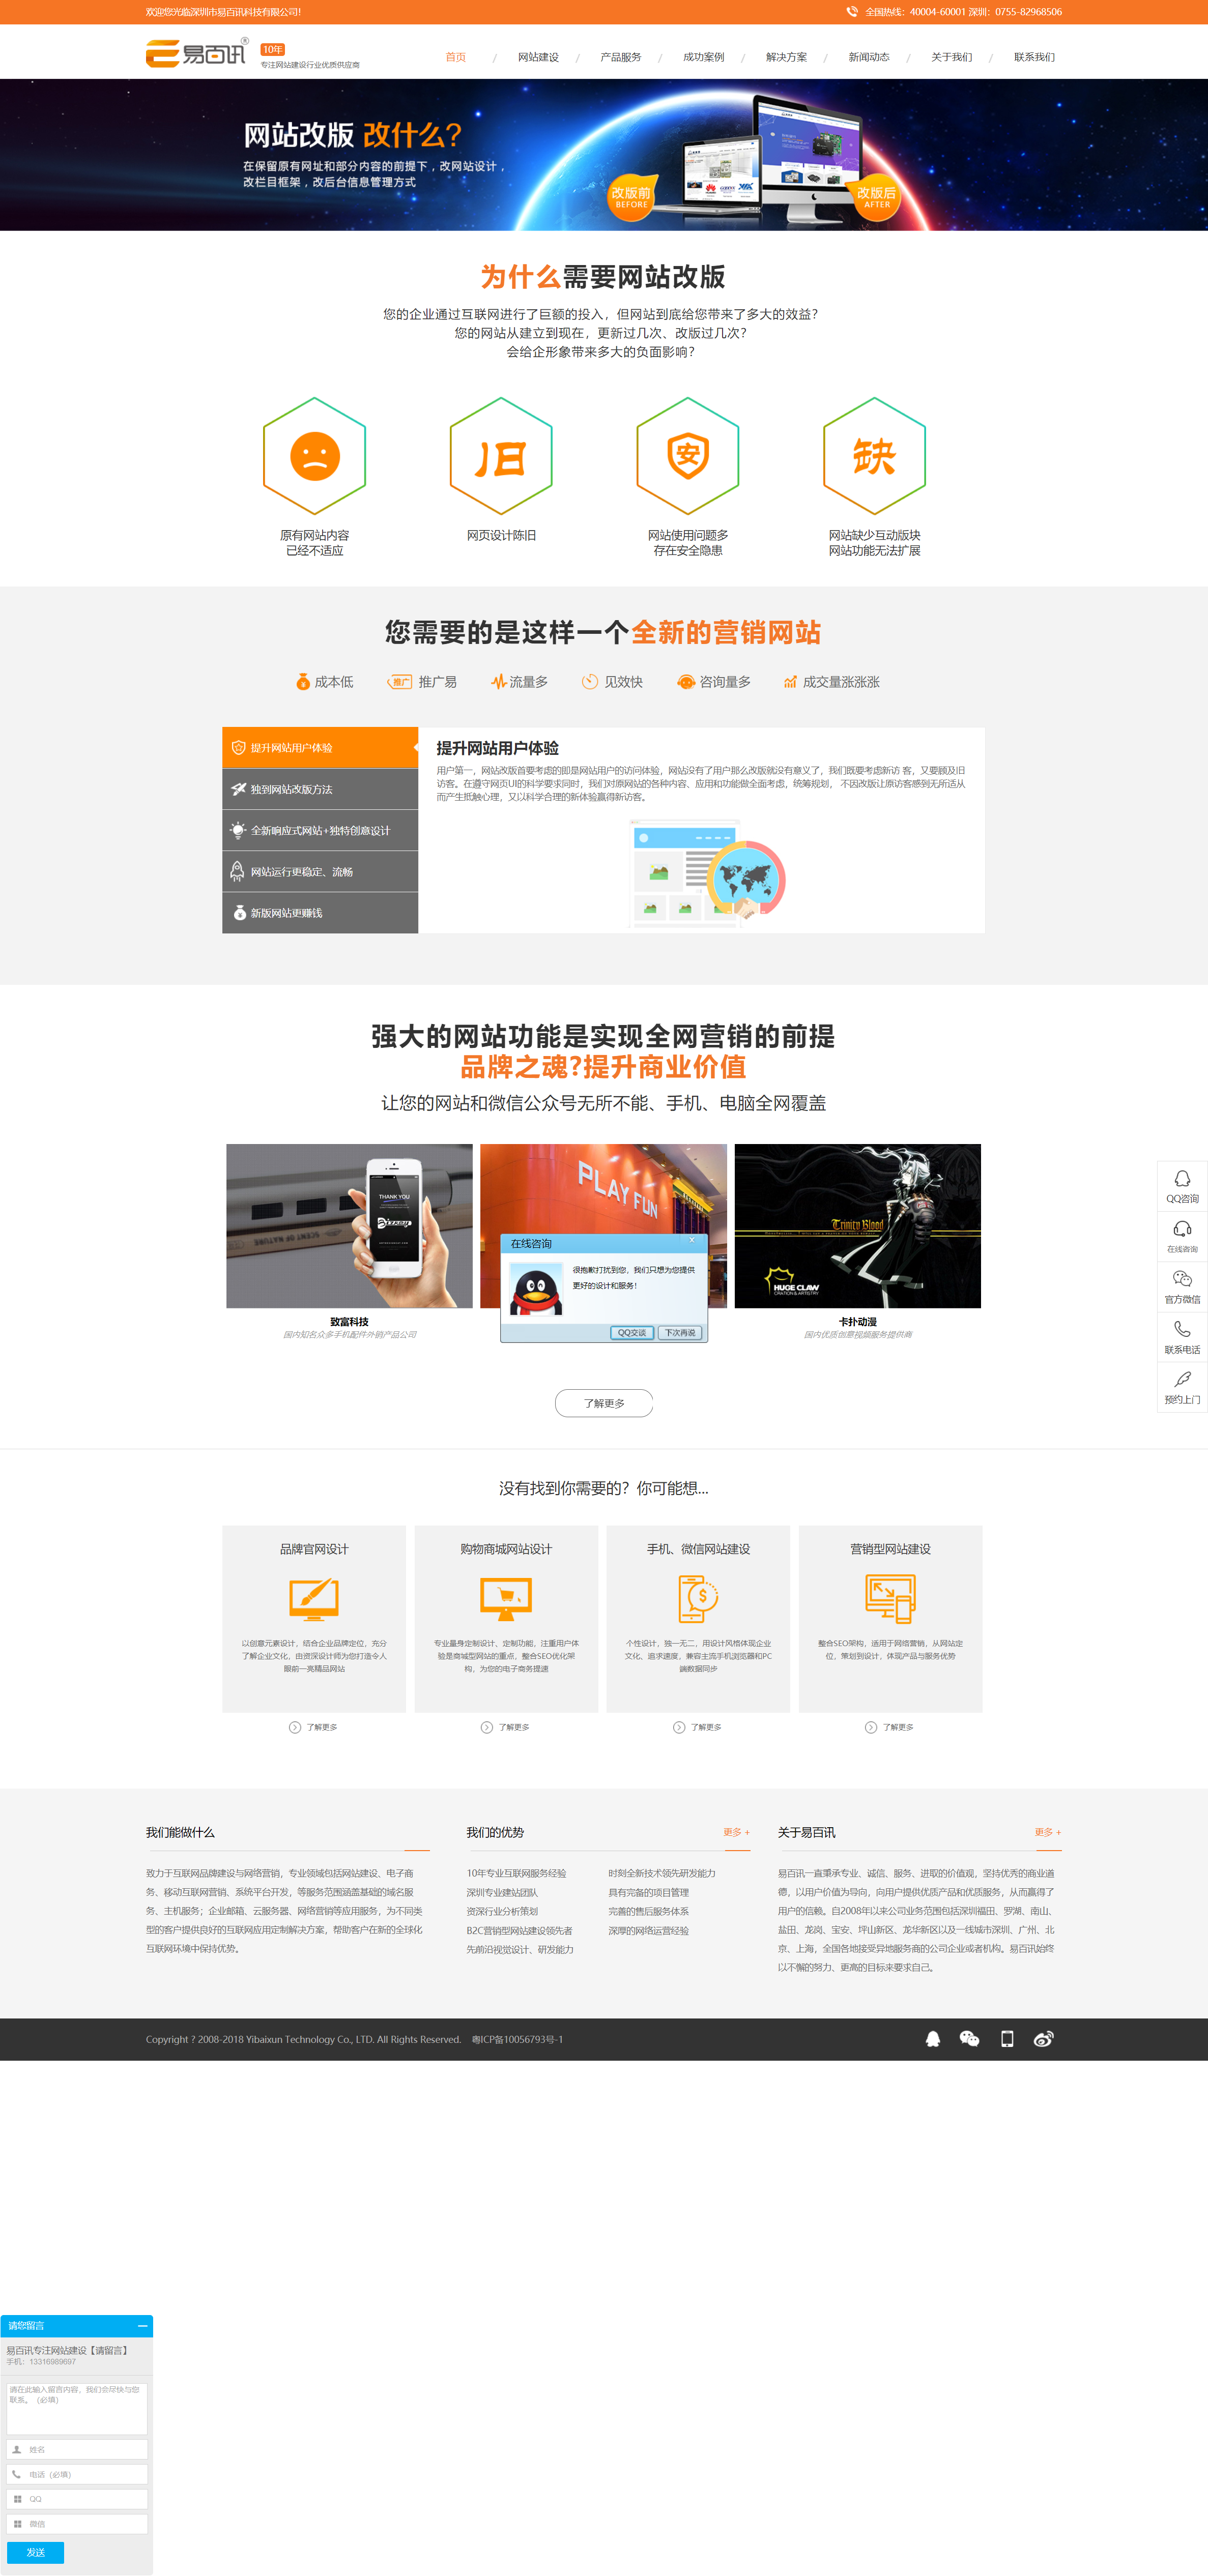 欢迎您光临深圳市易百讯科技有限公司!
全国热线：40004-60001 深圳：0755-82968506
易百讯®
10年
专注网站建设行业优质供应商
首页 / 网站建设 / 产品服务 / 成功案例 / 解决方案 / 新闻动态 / 关于我们 / 联系我们
网站改版 改什么?
在保留原有网址和部分内容的前提下，改网站设计，
改栏目框架，改后台信息管理方式
改版前
BEFORE
改版后
AFTER
为什么需要网站改版
您的企业通过互联网进行了巨额的投入，但网站到底给您带来了多大的效益？
您的网站从建立到现在，更新过几次、改版过几次？
会给企形象带来多大的负面影响？
旧
安
缺
原有网站内容
已经不适应
网页设计陈旧
网站使用问题多
存在安全隐患
网站缺少互动版块
网站功能无法扩展
您需要的是这样一个全新的营销网站
成本低
推广
推广易
流量多
见效快
咨询量多
成交量涨涨涨
提升网站用户体验
独到网站改版方法
全新响应式网站+独特创意设计
网站运行更稳定、流畅
新版网站更赚钱
提升网站用户体验
用户第一，网站改版首要考虑的即是网站用户的访问体验，网站没有了用户那么改版就没有意义了，我们既要考虑新访 客，又要顾及旧
访客。在遵守网页UI的科学要求同时，我们对原网站的各种内容、应用和功能做全面考虑，统筹规划， 不因改版让原访客感到无所适从
而产生抵触心理，又以科学合理的新体验赢得新访客。
强大的网站功能是实现全网营销的前提
品牌之魂?提升商业价值
让您的网站和微信公众号无所不能、手机、电脑全网覆盖
THANK YOU
PLAY FUN
Trinity Blood
HUGE CLAW
CRATION & ARTISTRY
在线咨询
x
很抱歉打扰到您，我们只想为您提供
更好的设计和服务！
QQ交谈
下次再说
致富科技
国内知名众多手机配件外销产品公司
卡扑动漫
国内优质创意视频服务提供商
QQ咨询
在线咨询
官方微信
联系电话
预约上门
了解更多
没有找到你需要的？你可能想...
品牌官网设计
以创意元素设计，结合企业品牌定位，充分
了解企业文化，由资深设计师为您打造令人
眼前一亮精品网站
了解更多
购物商城网站设计
专业量身定制设计、定制功能，注重用户体
验是商城型网站的重点，整合SEO优化架
构，为您的电子商务提速
了解更多
手机、微信网站建设
个性设计，独一无二，用设计风格体现企业
文化，追求速度，兼容主流手机浏览器和PC
端数据同步
了解更多
营销型网站建设
整合SEO架构，适用于网络营销，从网站定
位，策划到设计，体现产品与服务优势
了解更多
我们能做什么
致力于互联网品牌建设与网络营销，专业领域包括网站建设、电子商
务、移动互联网营销、系统平台开发，等服务范围涵盖基础的域名服
务、主机服务；企业邮箱、云服务器、网络营销等应用服务，为不同类
型的客户提供良好的互联网应用定制解决方案，帮助客户在新的全球化
互联网环境中保持优势。
我们的优势
更多 +
10年专业互联网服务经验
时刻全新技术领先研发能力
深圳专业建站团队
具有完备的项目管理
资深行业分析策划
完善的售后服务体系
B2C营销型网站建设领先者
深厚的网络运营经验
先前沿视觉设计、研发能力
关于易百讯
更多 +
易百讯一直秉承专业、诚信、服务、进取的价值观，坚持优秀的商业道
德，以用户价值为导向，向用户提供优质产品和优质服务，从而赢得了
用户的信赖。自2008年以来公司业务范围包括深圳福田、罗湖、南山、
盐田、龙岗、宝安、坪山新区、龙华新区以及一线城市深圳、广州、北
京、上海，全国各地接受异地服务商的公司企业或者机构。易百讯始终
以不懈的努力、更高的目标来要求自己。
Copyright ? 2008-2018 Yibaixun Technology Co., LTD. All Rights Reserved. 粤ICP备10056793号-1
请您留言
易百讯专注网站建设【请留言】
手机：13316989697
请在此输入留言内容，我们会尽快与您
联系。（必填）
姓名
电话（必填）
QQ
微信
发送